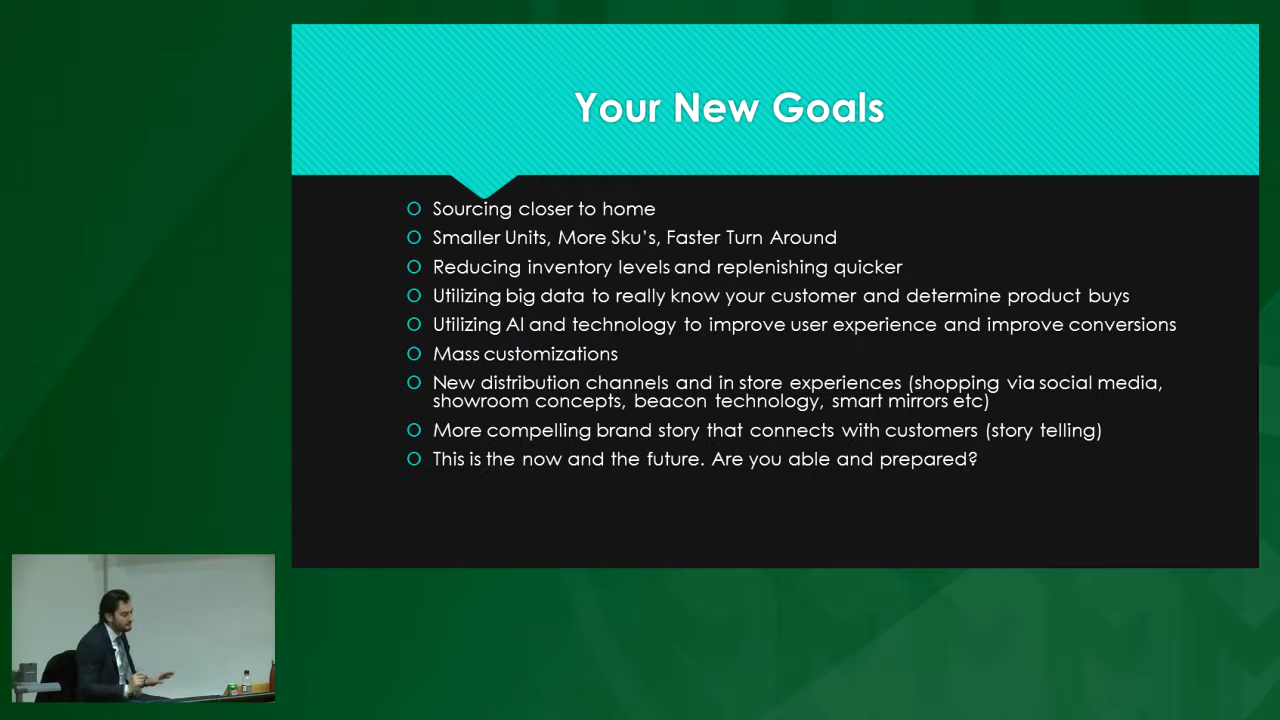 Your New Goals
Sourcing closer to home
Smaller Units, More Sku's, Faster Turn Around
Reducing inventory levels and replenishing quicker
Utilizing big data to really know your customer and determine product buys
Utilizing AI and technology to improve user experience and improve conversions
Mass customizations
New distribution channels and in store experiences (shopping via social media,
showroom concepts, beacon technology, smart mirrors etc)
More compelling brand story that connects with customers (story telling)
This is the now and the future. Are you able and prepared?